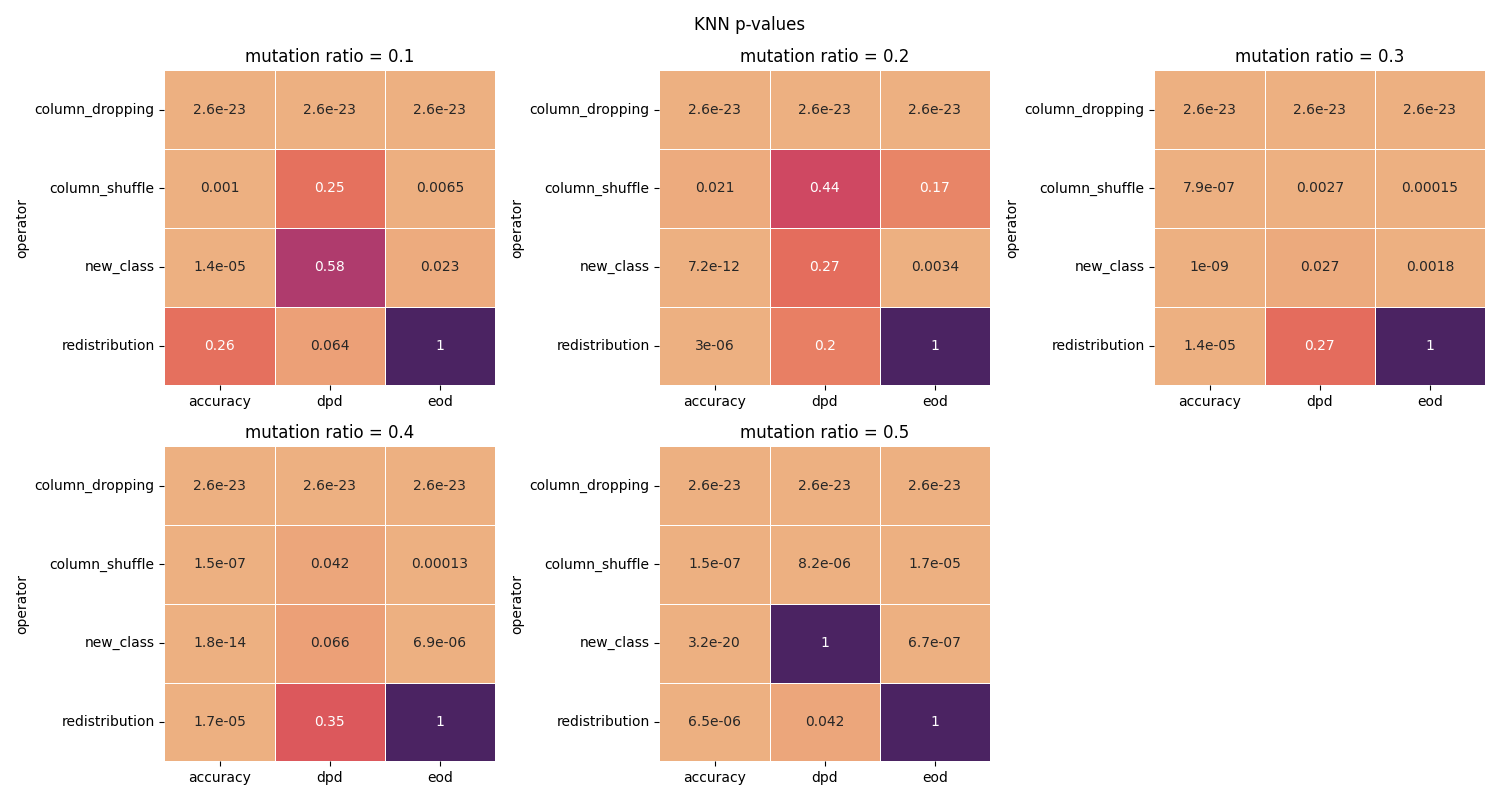 KNN p-values
mutation ratio = 0.1
operator
column_dropping 2.6e-23 2.6e-23 2.6e-23
column_shuffle 0.001 0.25 0.0065
new_class 1.4e-05 0.58 0.023
redistribution 0.26 0.064 1
accuracy dpd eod
mutation ratio = 0.2
operator
column_dropping 2.6e-23 2.6e-23 2.6e-23
column_shuffle 0.021 0.44 0.17
new_class 7.2e-12 0.27 0.0034
redistribution 3e-06 0.2 1
accuracy dpd eod
mutation ratio = 0.3
operator
column_dropping 2.6e-23 2.6e-23 2.6e-23
column_shuffle 7.9e-07 0.0027 0.00015
new_class 1e-09 0.027 0.0018
redistribution 1.4e-05 0.27 1
accuracy dpd eod
mutation ratio = 0.4
operator
column_dropping 2.6e-23 2.6e-23 2.6e-23
column_shuffle 1.5e-07 0.042 0.00013
new_class 1.8e-14 0.066 6.9e-06
redistribution 1.7e-05 0.35 1
accuracy dpd eod
mutation ratio = 0.5
operator
column_dropping 2.6e-23 2.6e-23 2.6e-23
column_shuffle 1.5e-07 8.2e-06 1.7e-05
new_class 3.2e-20 1 6.7e-07
redistribution 6.5e-06 0.042 1
accuracy dpd eod